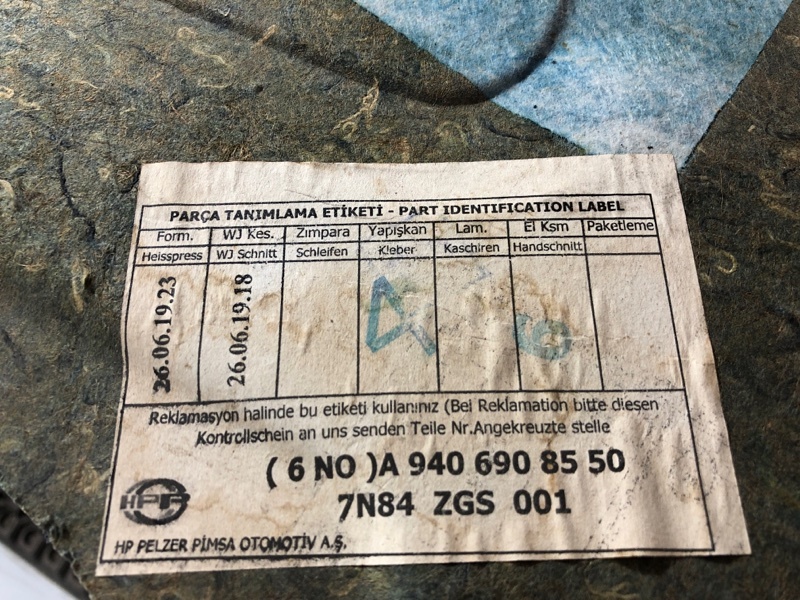 PARÇA TANIMLAMA ETİKETİ - PART IDENTIFICATION LABEL
Form. WJ Kes. Zımpara Yapışkan Lam. El Ksm Paketleme
Heisspress WJ Schnitt Schleifen Kleber Kaschiren Handschnitt
26.06.19.23 26.06.19.18
Reklamasyon halinde bu etiketi kullanınız (Bei Reklamation bitte diesen
Kontrollschein an uns senden Teile Nr.Angekreuzte stelle
( 6 NO )A 940 690 85 50
7N84 ZGS 001
HPP
HP PELZER PİMSA OTOMOTİV A.Ş.